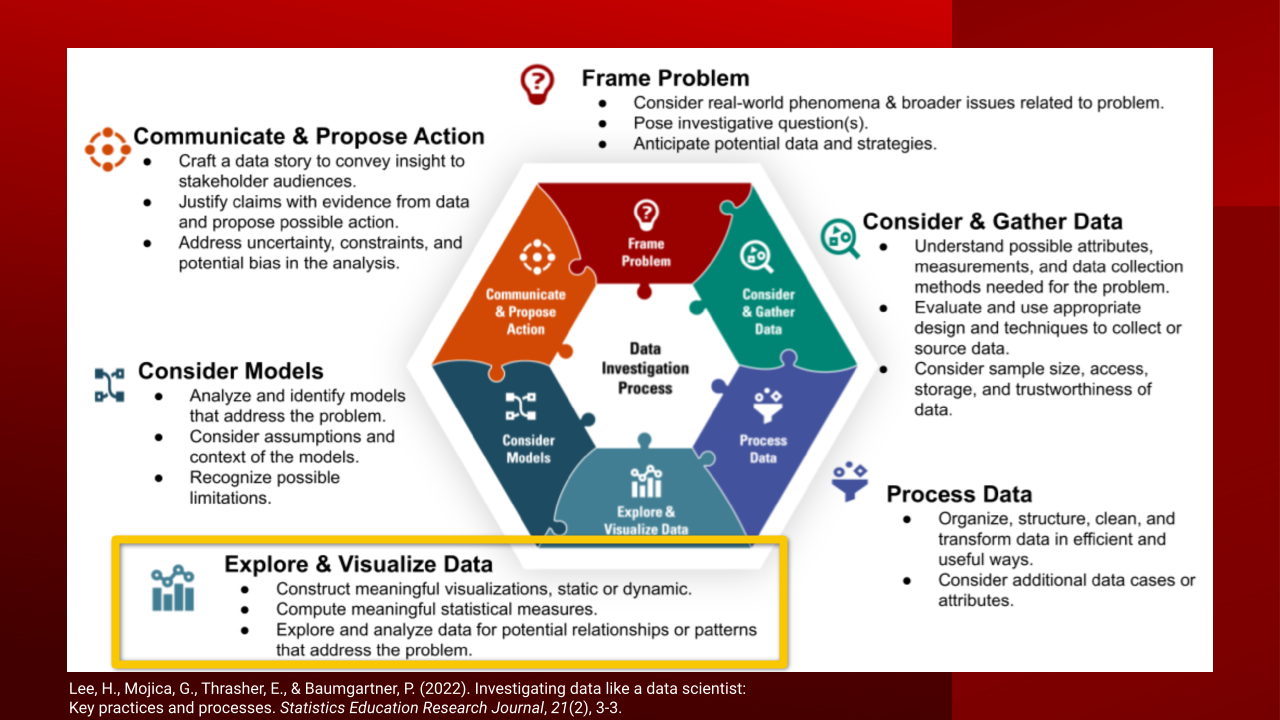 Frame Problem
● Consider real-world phenomena & broader issues related to problem.
● Pose investigative question(s).
● Anticipate potential data and strategies.
Communicate & Propose Action
● Craft a data story to convey insight to
stakeholder audiences.
● Justify claims with evidence from data
and propose possible action.
● Address uncertainty, constraints, and
potential bias in the analysis.
Consider & Gather Data
● Understand possible attributes,
measurements, and data collection
methods needed for the problem.
● Evaluate and use appropriate
design and techniques to collect or
source data.
● Consider sample size, access,
storage, and trustworthiness of
data.
Frame
Problem
Consider
& Gather
Data
Communicate
& Propose
Action
Data
Investigation
Process
Consider
Models
Process
Data
Explore &
Visualize Data
Consider Models
● Analyze and identify models
that address the problem.
● Consider assumptions and
context of the models.
● Recognize possible
limitations.
Process Data
● Organize, structure, clean, and
transform data in efficient and
useful ways.
● Consider additional data cases or
attributes.
Explore & Visualize Data
● Construct meaningful visualizations, static or dynamic.
● Compute meaningful statistical measures.
● Explore and analyze data for potential relationships or patterns
that address the problem.
Lee, H., Mojica, G., Thrasher, E., & Baumgartner, P. (2022). Investigating data like a data scientist:
Key practices and processes. Statistics Education Research Journal, 21(2), 3-3.